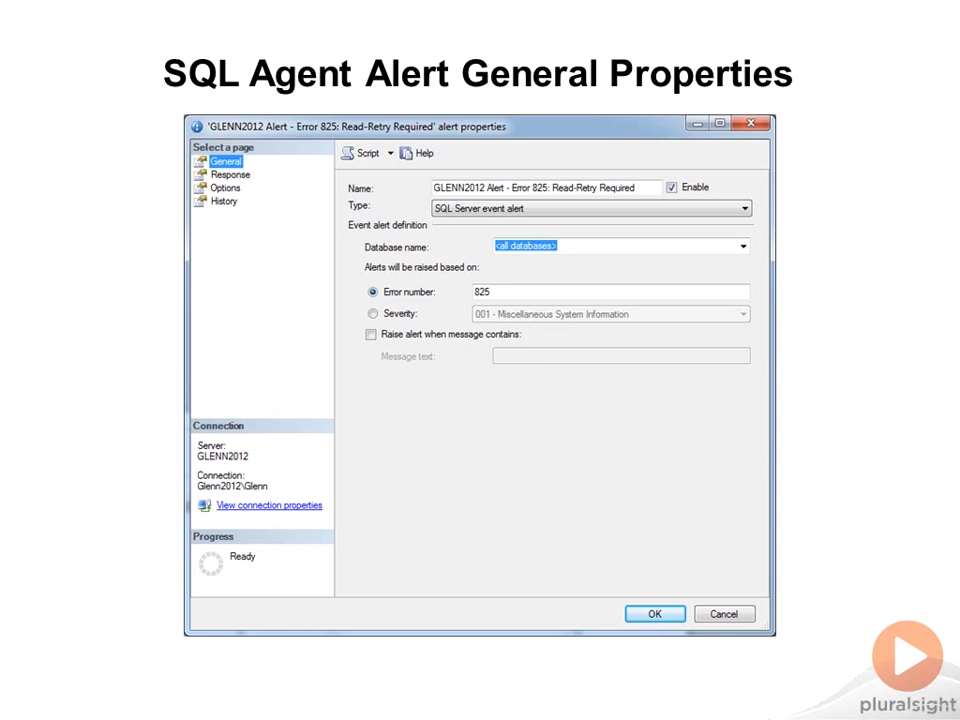 SQL Agent Alert General Properties
'GLENN2012 Alert - Error 825: Read-Retry Required' alert properties
Select a page
General
Response
Options
History
Script
Help
Name:
GLENN2012 Alert - Error 825: Read-Retry Required
Enable
Type:
SQL Server event alert
Event alert definition
Database name:
<all databases>
Alerts will be raised based on:
Error number:
825
Severity:
001 - Miscellaneous System Information
Raise alert when message contains:
Message text:
Connection
Server:
GLENN2012
Connection:
Glenn2012\Glenn
View connection properties
Progress
Ready
OK
Cancel
pluralsight